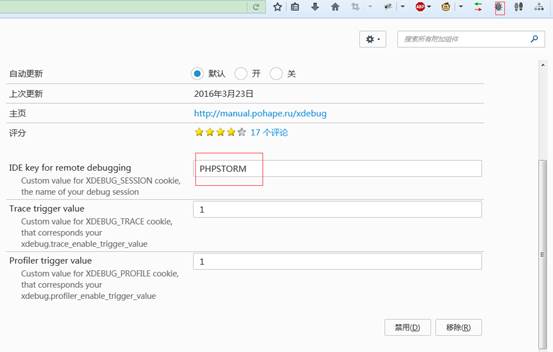 ABP
搜索所有附加组件
自动更新 默认 开 关
上次更新 2016年3月23日
主页 http://manual.pohape.ru/xdebug
评分 17 个评论
IDE key for remote debugging PHPSTORM
Custom value for XDEBUG_SESSION cookie,
the name of your debug session
Trace trigger value 1
Custom value for XDEBUG_TRACE cookie,
that corresponds your
xdebug.trace_enable_trigger_value
Profiler trigger value 1
Custom value for XDEBUG_PROFILE cookie,
that corresponds your
xdebug.profiler_enable_trigger_value
禁用(D) 移除(R)